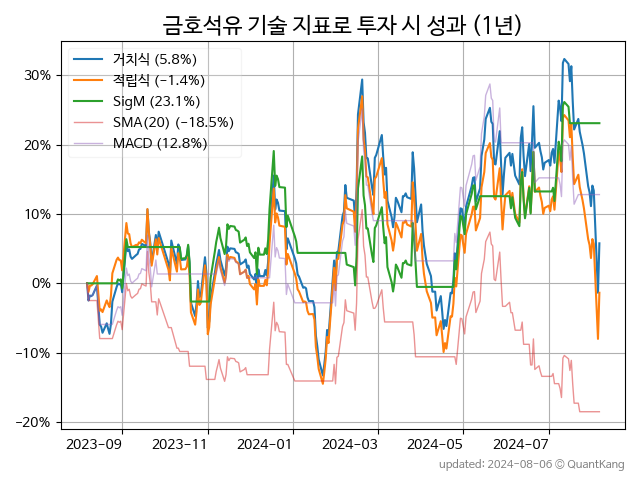 금호석유 기술 지표로 투자 시 성과 (1년)
거치식 (5.8%)
적립식 (−1.4%)
SigM (23.1%)
SMA(20) (−18.5%)
MACD (12.8%)
30%
20%
10%
0%
−10%
−20%
2023-09
2023-11
2024-01
2024-03
2024-05
2024-07
updated: 2024-08-06 © QuantKang